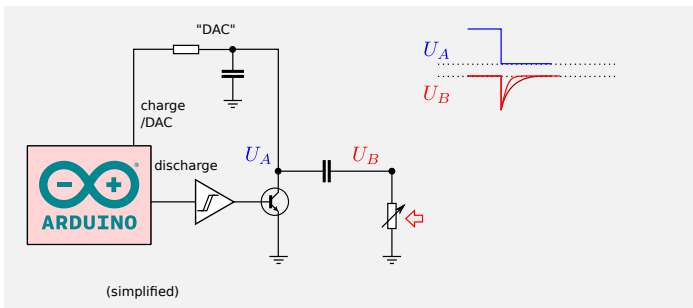 "DAC"
charge
/DAC
discharge
U_A
U_B
ARDUINO
(simplified)
U_A
U_B